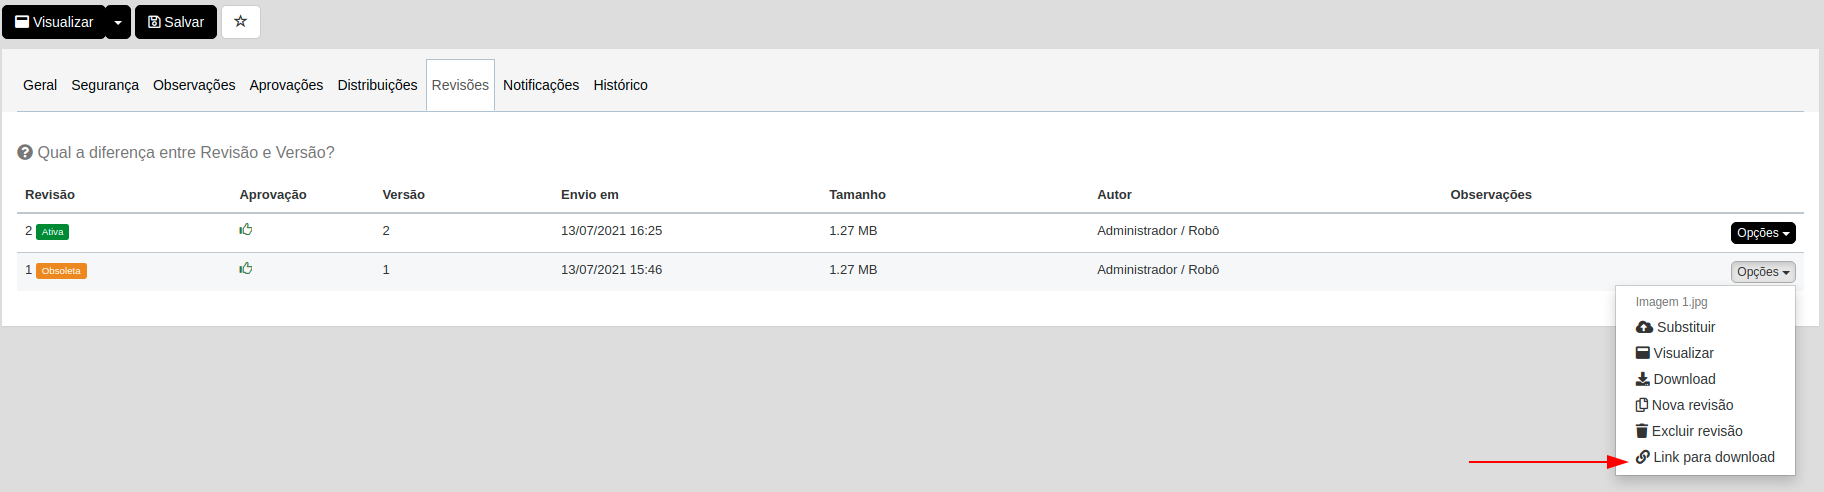 Visualizar Salvar
Geral Segurança Observações Aprovações Distribuições Revisões Notificações Histórico
Qual a diferença entre Revisão e Versão?
Revisão Aprovação Versão Envio em Tamanho Autor Observações
2 Ativa 2 13/07/2021 16:25 1.27 MB Administrador / Robô Opções
1 Obsoleta 1 13/07/2021 15:46 1.27 MB Administrador / Robô Opções
Imagem 1.jpg
Substituir
Visualizar
Download
Nova revisão
Excluir revisão
Link para download